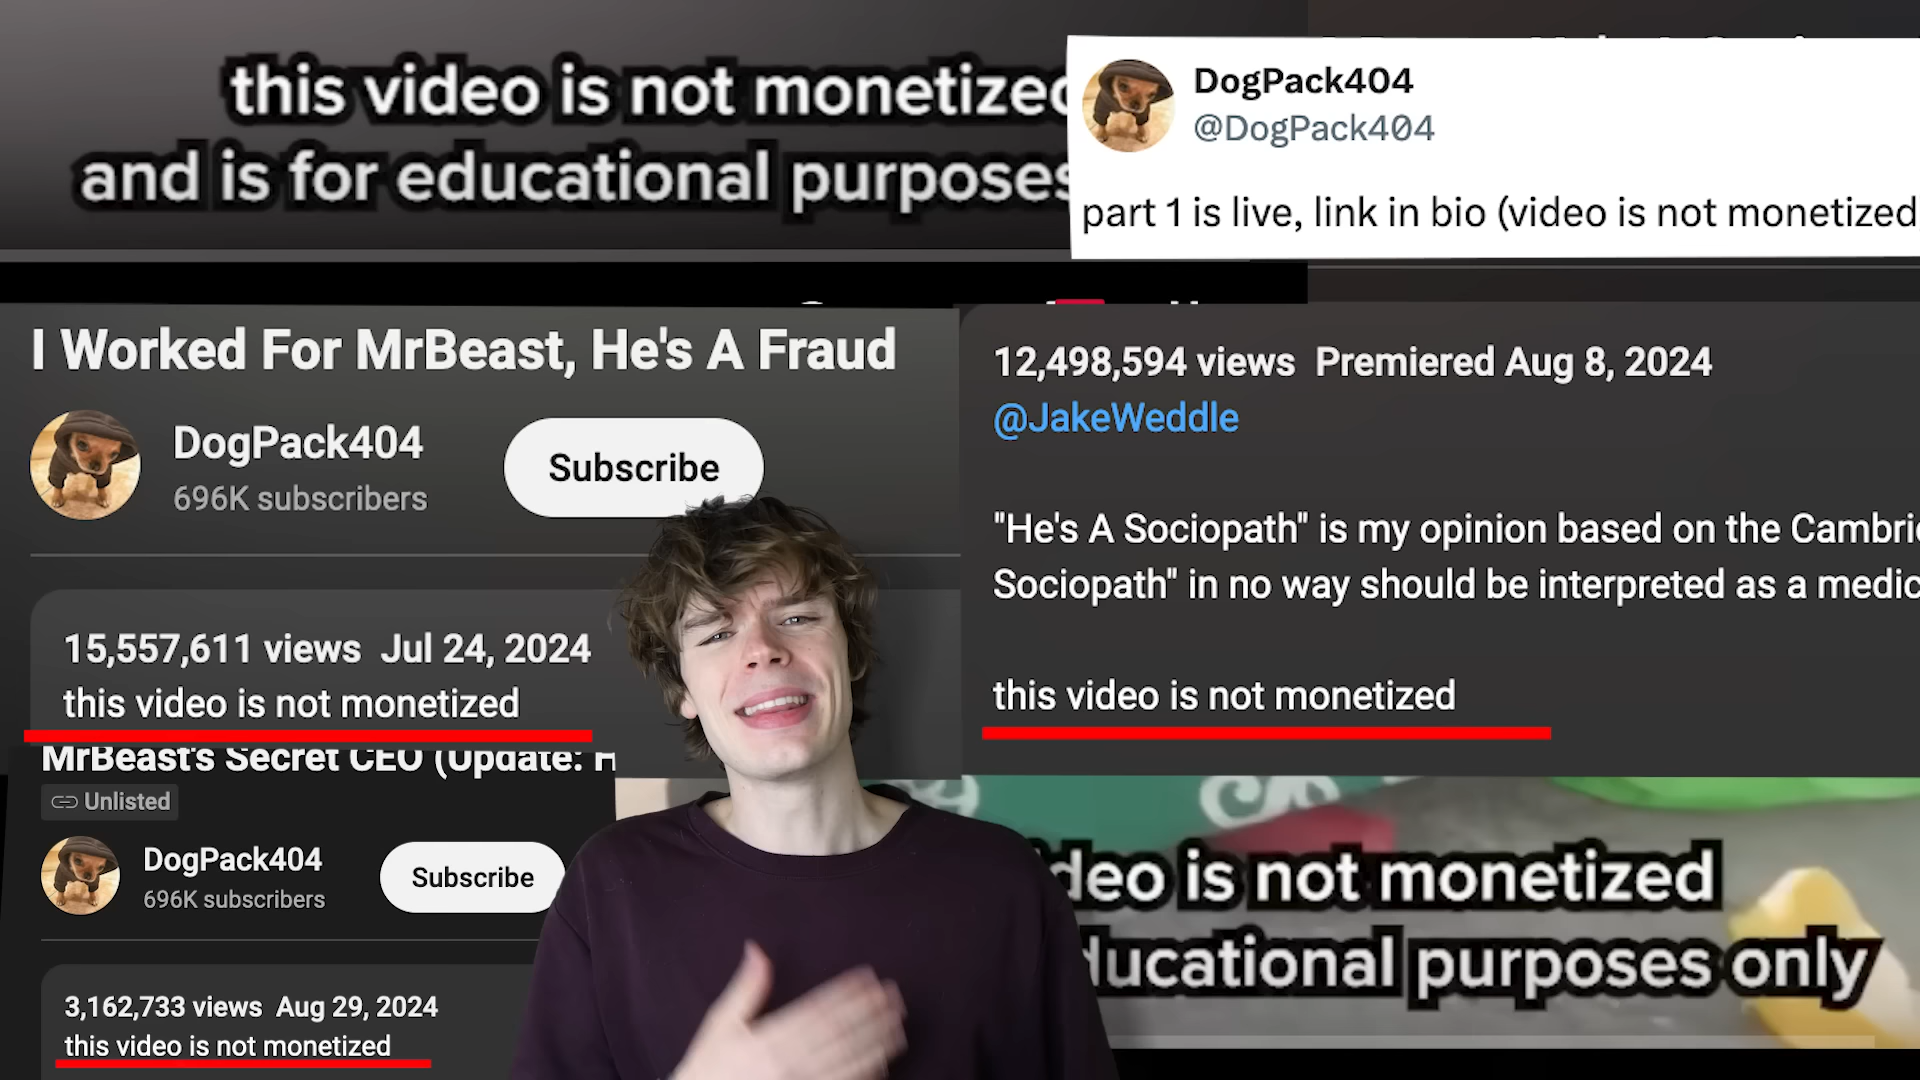 this video is not monetized
and is for educational purposes
DogPack404
@DogPack404
part 1 is live, link in bio (video is not monetized,
I Worked For MrBeast, He's A Fraud
DogPack404
696K subscribers
Subscribe
15,557,611 views Jul 24, 2024
this video is not monetized
12,498,594 views Premiered Aug 8, 2024
@JakeWeddle
"He's A Sociopath" is my opinion based on the
Sociopath" in no way should be interpreted as a
this video is not monetized
MrBeast's Secret CEO (Update:
Unlisted
DogPack404
696K subscribers
Subscribe
3,162,733 views Aug 29, 2024
this video is not monetized
is not monetized
purposes only